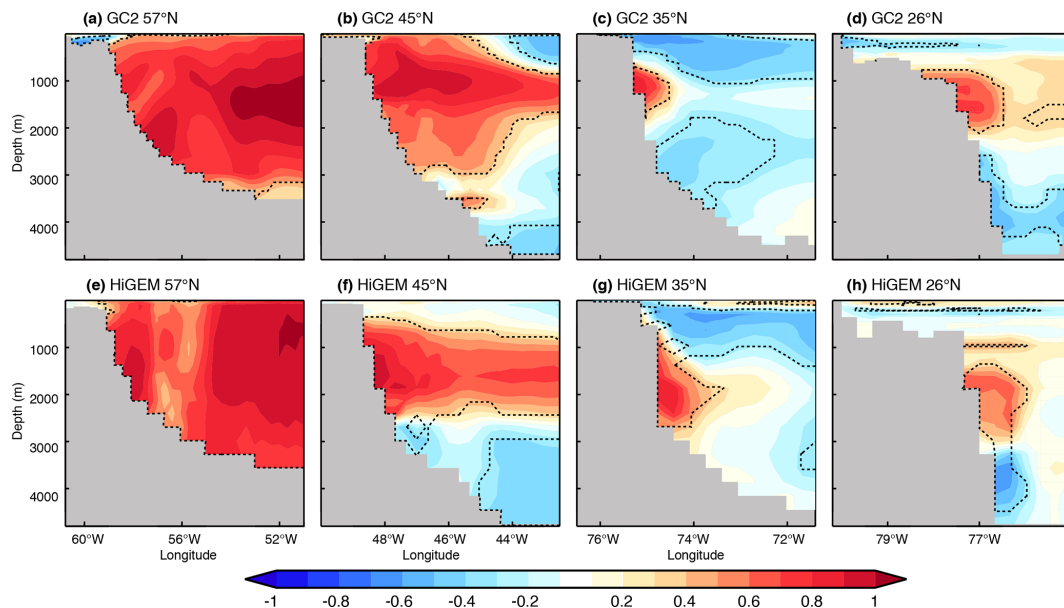 (a) GC2 57°N
(b) GC2 45°N
(c) GC2 35°N
(d) GC2 26°N
Depth (m)
1000
2000
3000
4000
(e) HiGEM 57°N
(f) HiGEM 45°N
(g) HiGEM 35°N
(h) HiGEM 26°N
Depth (m)
1000
2000
3000
4000
60°W 56°W 52°W
48°W 46°W 44°W
76°W 74°W 72°W
79°W 77°W
Longitude Longitude Longitude Longitude
-1 -0.8 -0.6 -0.4 -0.2 0.2 0.4 0.6 0.8 1